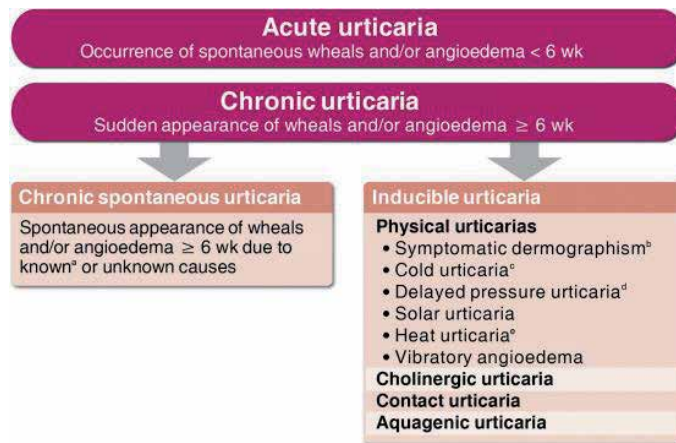 Acute urticaria
Occurrence of spontaneous wheals and/or angioedema < 6 wk
Chronic urticaria
Sudden appearance of wheals and/or angioedema ≥ 6 wk
Chronic spontaneous urticaria
Spontaneous appearance of wheals
and/or angioedema ≥ 6 wk due to
knownᵃ or unknown causes
Inducible urticaria
Physical urticarias
• Symptomatic dermographismᵇ
• Cold urticariaᶜ
• Delayed pressure urticariaᵈ
• Solar urticaria
• Heat urticariaᵉ
• Vibratory angioedema
Cholinergic urticaria
Contact urticaria
Aquagenic urticaria